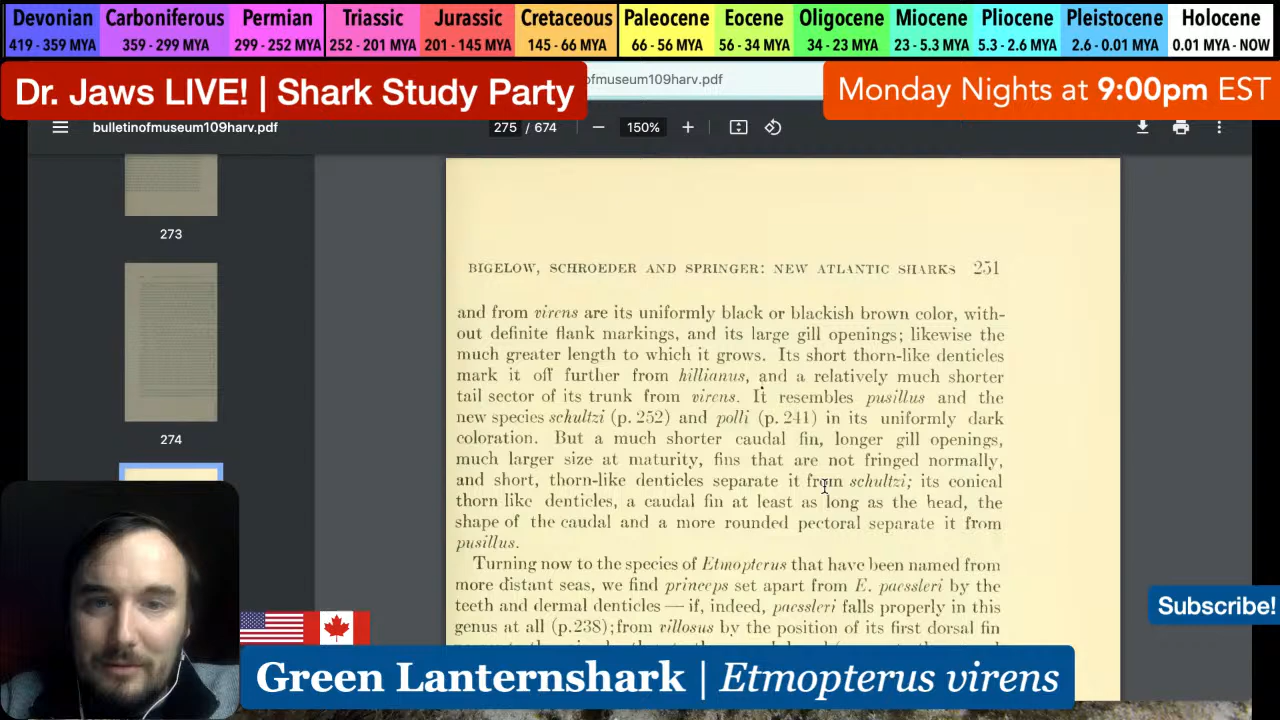 Devonian Carboniferous Permian Triassic Jurassic Cretaceous Paleocene Eocene Oligocene Miocene Pliocene Pleistocene Holocene
419 - 359 MYA 359 - 299 MYA 299 - 252 MYA 252 - 201 MYA 201 - 145 MYA 145 - 66 MYA 66 - 56 MYA 56 - 34 MYA 34 - 23 MYA 23 - 5.3 MYA 5.3 - 2.6 MYA 2.6 - 0.01 MYA 0.01 MYA - NOW
Dr. Jaws LIVE! | Shark Study Party
ofmuseum109harv.pdf
Monday Nights at 9:00pm EST
bulletinofmuseum109harv.pdf
275 / 674
150%
273
274
BIGELOW, SCHROEDER AND SPRINGER: NEW ATLANTIC SHARKS 251
and from virens are its uniformly black or blackish brown color, with-
out definite flank markings, and its large gill openings; likewise the
much greater length to which it grows. Its short thorn-like denticles
mark it off further from hillianus, and a relatively much shorter
tail sector of its trunk from virens. It resembles pusillus and the
new species schultzi (p. 252) and polli (p. 241) in its uniformly dark
coloration. But a much shorter caudal fin, longer gill openings,
much larger size at maturity, fins that are not fringed normally,
and short, thorn-like denticles separate it from schultzi; its conical
thorn like denticles, a caudal fin at least as long as the head, the
shape of the caudal and a more rounded pectoral separate it from
pusillus.
Turning now to the species of Etmopterus that have been named from
more distant seas, we find princeps set apart from E. paessleri by the
teeth and dermal denticles — if, indeed, paessleri falls properly in this
genus at all (p.238); from villosus by the position of its first dorsal fin
Subscribe!
Green Lanternshark | Etmopterus virens